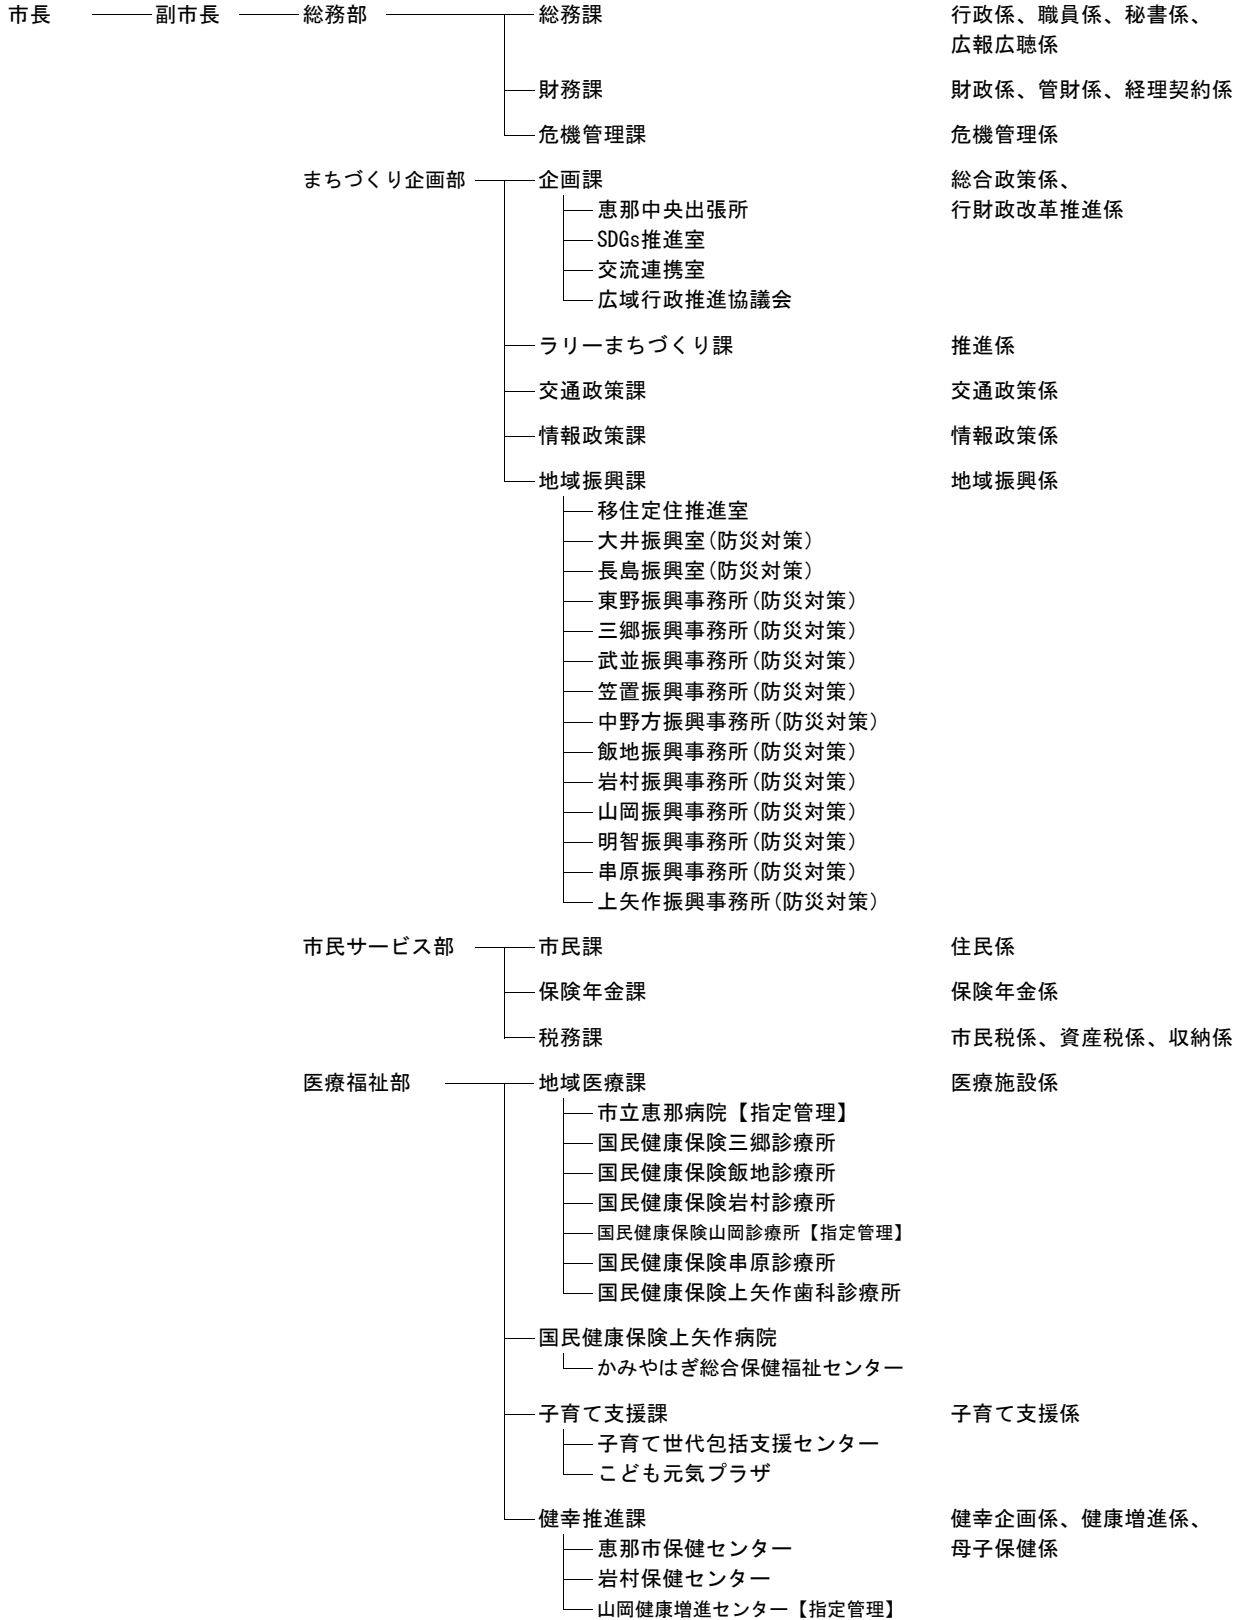 市長 副市長 総務部 総務課 行政係、職員係、秘書係、
広報広聴係
財務課 財政係、管財係、経理契約係
危機管理課 危機管理係
まちづくり企画部 企画課 総合政策係、
恵那中央出張所 行財政改革推進係
SDGs推進室
交流連携室
広域行政推進協議会
ラリーまちづくり課 推進係
交通政策課 交通政策係
情報政策課 情報政策係
地域振興課 地域振興係
移住定住推進室
大井振興室(防災対策)
長島振興室(防災対策)
東野振興事務所(防災対策)
三郷振興事務所(防災対策)
武並振興事務所(防災対策)
笠置振興事務所(防災対策)
中野方振興事務所(防災対策)
飯地振興事務所(防災対策)
岩村振興事務所(防災対策)
山岡振興事務所(防災対策)
明智振興事務所(防災対策)
串原振興事務所(防災対策)
上矢作振興事務所(防災対策)
市民サービス部 市民課 住民係
保険年金課 保険年金係
税務課 市民税係、資産税係、収納係
医療福祉部 地域医療課 医療施設係
市立恵那病院【指定管理】
国民健康保険三郷診療所
国民健康保険飯地診療所
国民健康保険岩村診療所
国民健康保険山岡診療所【指定管理】
国民健康保険串原診療所
国民健康保険上矢作歯科診療所
国民健康保険上矢作病院
かみやはぎ総合保健福祉センター
子育て支援課 子育て支援係
子育て世代包括支援センター
こども元気プラザ
健幸推進課 健幸企画係、健康増進係、
恵那市保健センター 母子保健係
岩村保健センター
山岡健康増進センター【指定管理】